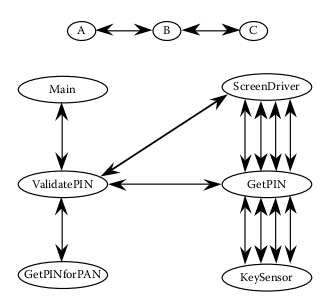 A B C
Main ScreenDriver
ValidatePIN GetPIN
GetPINforPAN KeySensor